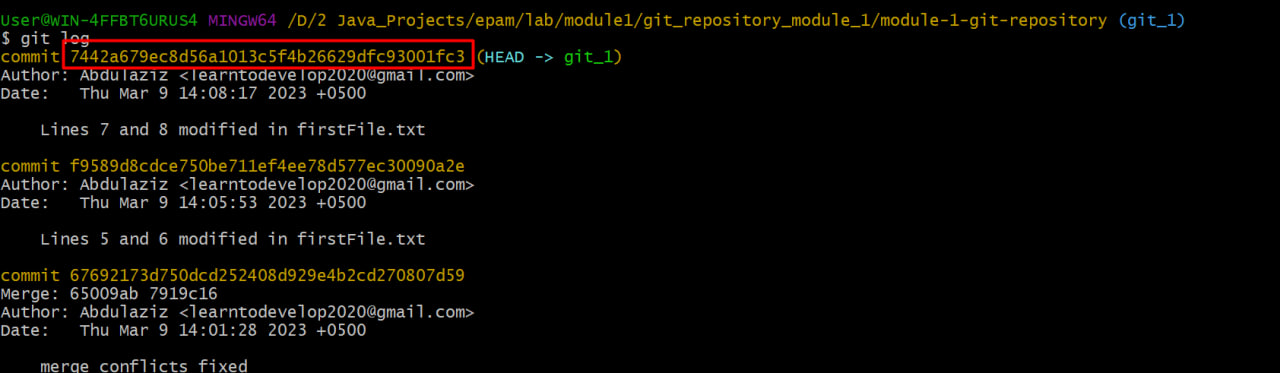 User@WIN-4FFBT6URUS4 MINGW64 /D/2 Java_Projects/epam/lab/module1/git_repository_module_1/module-1-git-repository (git_1)
$ git log
commit 7442a679ec8d56a1013c5f4b26629dfc93001fc3 (HEAD -> git_1)
Author: Abdulaziz <learntodevelop2020@gmail.com>
Date:   Thu Mar 9 14:08:17 2023 +0500
    Lines 7 and 8 modified in firstFile.txt
commit f9589d8cdce750be711ef4ee78d577ec30090a2e
Author: Abdulaziz <learntodevelop2020@gmail.com>
Date:   Thu Mar 9 14:05:53 2023 +0500
    Lines 5 and 6 modified in firstFile.txt
commit 67692173d750dcd252408d929e4b2cd270807d59
Merge: 65009ab 7919c16
Author: Abdulaziz <learntodevelop2020@gmail.com>
Date:   Thu Mar 9 14:01:28 2023 +0500
    merge conflicts fixed